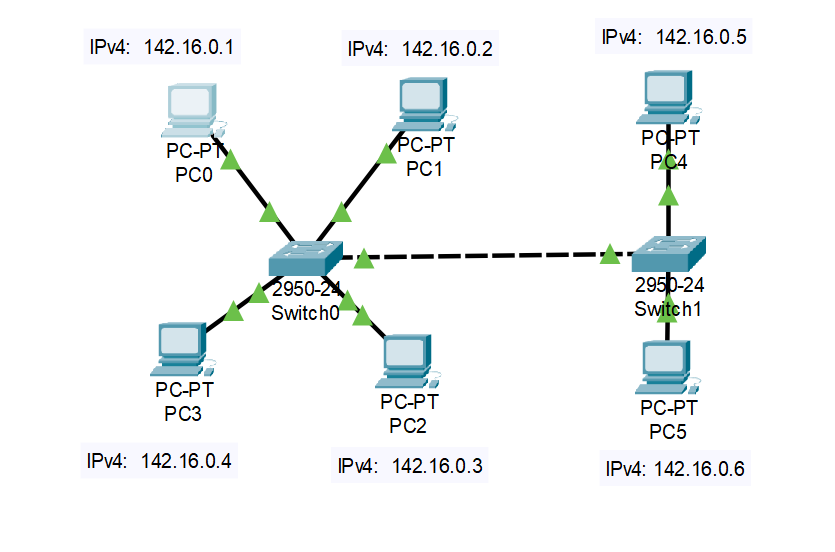 IPv4: 142.16.0.1
IPv4: 142.16.0.2
IPv4: 142.16.0.5
PC-PT
PC0
PC-PT
PC1
PC-PT
PC4
2950-24
Switch0
2950-24
Switch1
PC-PT
PC3
PC-PT
PC2
PC-PT
PC5
IPv4: 142.16.0.4
IPv4: 142.16.0.3
IPv4: 142.16.0.6